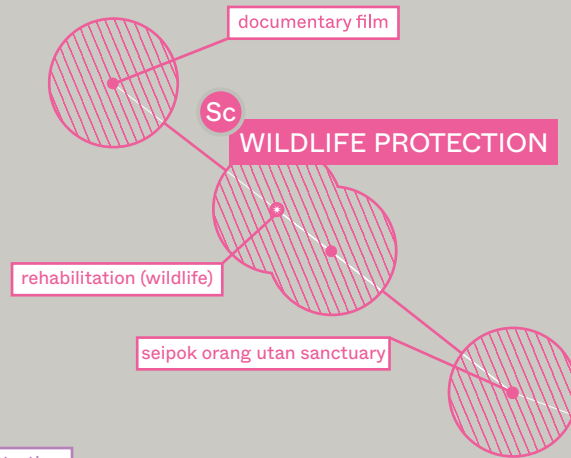 documentary film
Sc
WILDLIFE PROTECTION
rehabilitation (wildlife)
seipok orang utan sanctuary